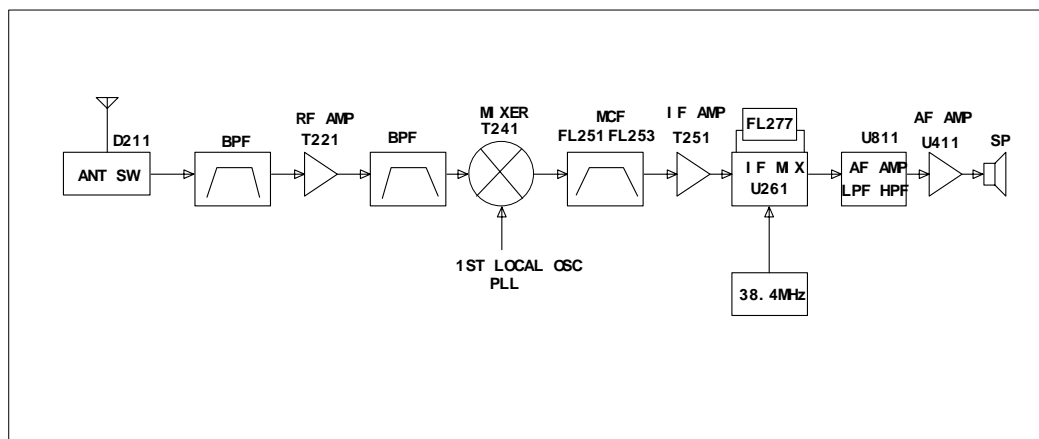 D211
ANT SW
BPF
RF AMP
T221
BPF
MIXER
T241
1ST LOCAL OSC
PLL
MCF
FL251 FL253
IF AMP
T251
FL277
IF MIX
U261
38.4MHz
U811
AF AMP
LPF HPF
AF AMP
U411
SP